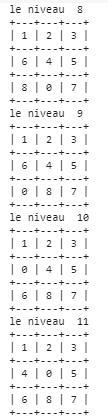 le niveau  8
+---+---+---+
| 1 | 2 | 3 |
+---+---+---+
| 6 | 4 | 5 |
+---+---+---+
| 8 | 0 | 7 |
+---+---+---+
le niveau  9
+---+---+---+
| 1 | 2 | 3 |
+---+---+---+
| 6 | 4 | 5 |
+---+---+---+
| 0 | 8 | 7 |
+---+---+---+
le niveau  10
+---+---+---+
| 1 | 2 | 3 |
+---+---+---+
| 0 | 4 | 5 |
+---+---+---+
| 6 | 8 | 7 |
+---+---+---+
le niveau  11
+---+---+---+
| 1 | 2 | 3 |
+---+---+---+
| 4 | 0 | 5 |
+---+---+---+
| 6 | 8 | 7 |
+---+---+---+